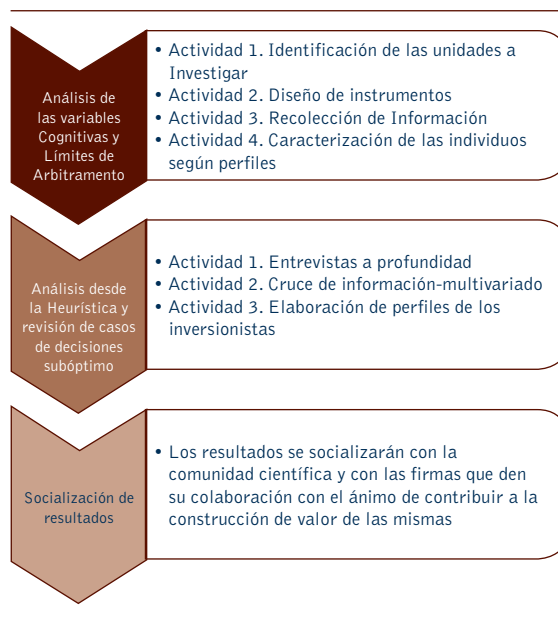 Análisis de
las variables
Cognitivas y
Límites de
Arbitramento
• Actividad 1. Identificación de las unidades a
Investigar
• Actividad 2. Diseño de instrumentos
• Actividad 3. Recolección de Información
• Actividad 4. Caracterización de las individuos
según perfiles
Análisis desde
la Heurística y
revisión de casos
de decisiones
subóptimo
• Actividad 1. Entrevistas a profundidad
• Actividad 2. Cruce de información-multivariado
• Actividad 3. Elaboración de perfiles de los
inversionistas
Socialización de
resultados
• Los resultados se socializarán con la
comunidad científica y con las firmas que den
su colaboración con el ánimo de contribuir a la
construcción de valor de las mismas